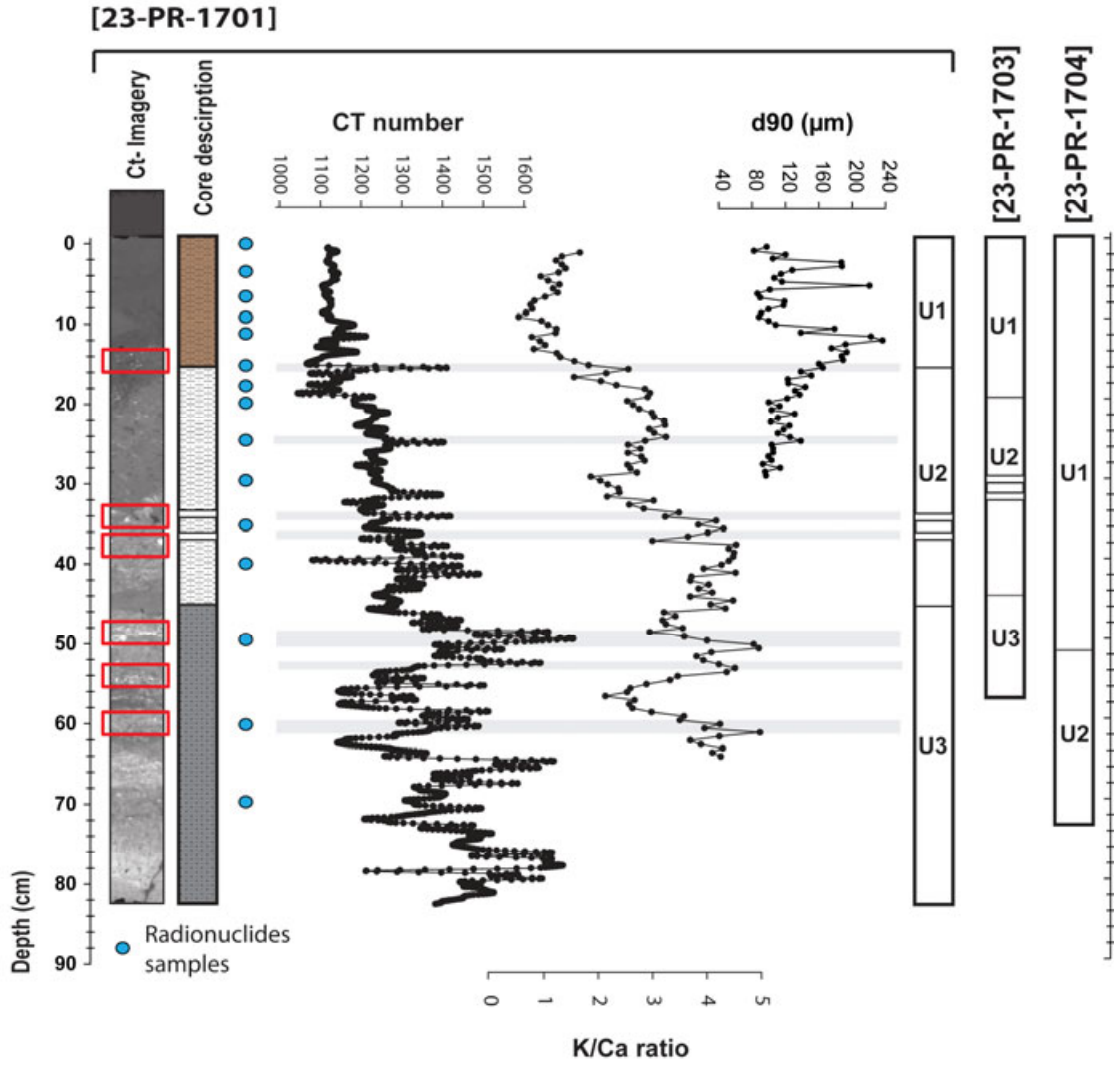 [23-PR-1701]
Ct- Imagery
Core descirption
CT number
1000 1100 1200 1300 1400 1500 1600
d90 (µm)
40 80 120 160 200 240
[23-PR-1703]
[23-PR-1704]
0
10
20
30
40
50
60
70
80
90
Depth (cm)
U1
U2
U3
U1
U2
U3
U1
U2
Radionuclides
samples
0 1 2 3 4 5
K/Ca ratio